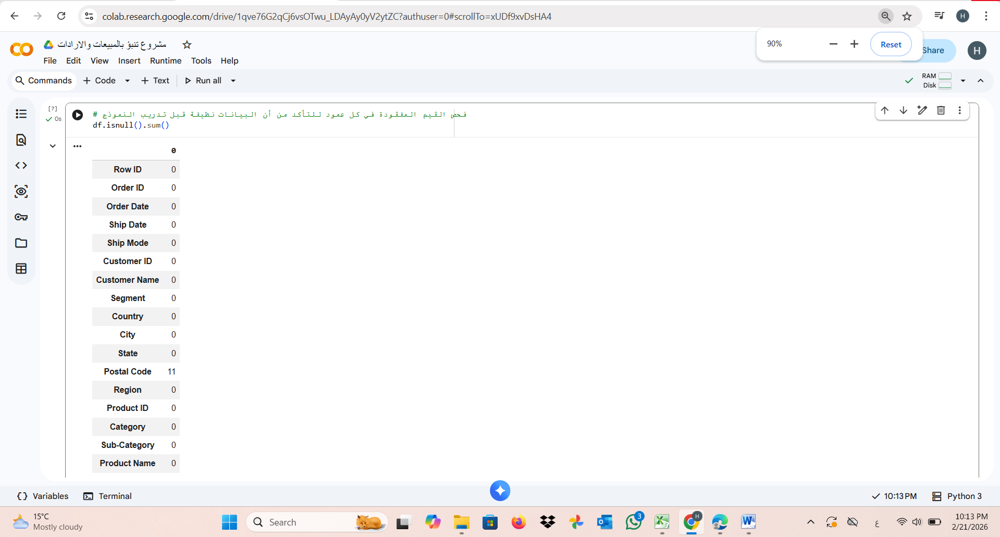 colab.research.google.com/drive/1qve76G2qCj6vsOTwu_LDAyAy0yV2ytZC?authuser=0#scrollTo=xUDf9xvDsHA4
H
مشروع تنبؤ بالمبيعات والارادات
90%
Reset
Share
H
File Edit View Insert Runtime Tools Help
Commands + Code + Text Run all
RAM
Disk
[7]
0s
# فحص القيم المفقودة في كل عمود للتأكد من أن البيانات نظيفة قبل تدريب النموذج
df.isnull().sum()
0
Row ID 0
Order ID 0
Order Date 0
Ship Date 0
Ship Mode 0
Customer ID 0
Customer Name 0
Segment 0
Country 0
City 0
State 0
Postal Code 11
Region 0
Product ID 0
Category 0
Sub-Category 0
Product Name 0
Variables Terminal
10:13 PM Python 3
15°C
Mostly cloudy
Search
3
H
ع
10:13 PM
2/21/2026